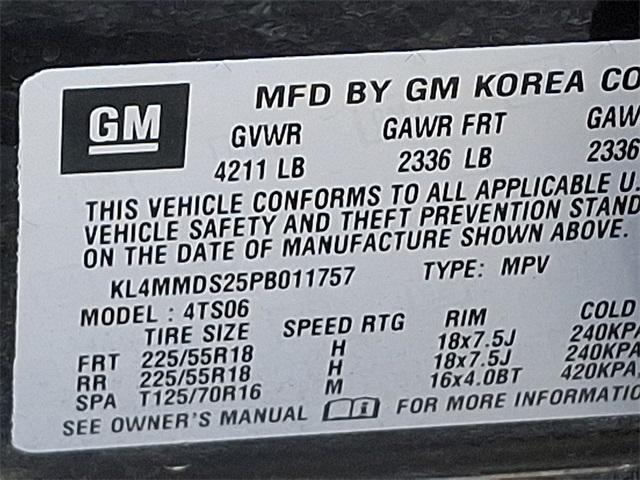 GM
MFD BY GM KOREA CO
GVWR GAWR FRT GAW
4211 LB 2336 LB 2336
THIS VEHICLE CONFORMS TO ALL APPLICABLE U.
VEHICLE SAFETY AND THEFT PREVENTION STAND
ON THE DATE OF MANUFACTURE SHOWN ABOVE.
KL4MMDS25PB011757 TYPE: MPV
MODEL : 4TS06
TIRE SIZE SPEED RTG RIM COLD
FRT 225/55R18 H 18x7.5J 240KPA
RR 225/55R18 H 18x7.5J 240KPA
SPA T125/70R16 M 16x4.0BT 420KPA,
SEE OWNER'S MANUAL FOR MORE INFORMATIO